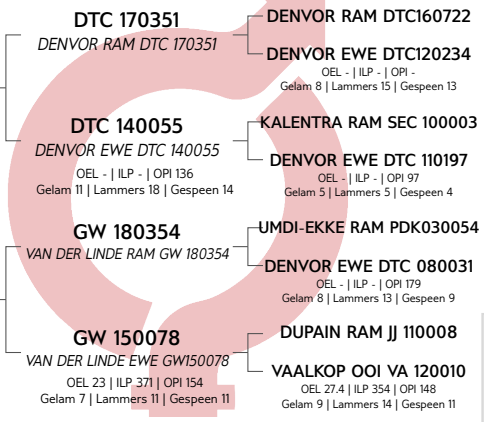 DTC 170351
DENVOR RAM DTC 170351
DENVOR RAM DTC160722
DENVOR EWE DTC120234
OEL - | ILP - | OPI -
Gelam 8 | Lammers 15 | Gespeen 13
DTC 140055
DENVOR EWE DTC 140055
OEL - | ILP - | OPI 136
Gelam 11 | Lammers 18 | Gespeen 14
KALENTRA RAM SEC 100003
DENVOR EWE DTC 110197
OEL - | ILP - | OPI 97
Gelam 5 | Lammers 5 | Gespeen 4
GW 180354
VAN DER LINDE RAM GW 180354
UMDI-EKKE RAM PDK030054
DENVOR EWE DTC 080031
OEL - | ILP - | OPI 179
Gelam 8 | Lammers 13 | Gespeen 9
GW 150078
VAN DER LINDE EWE GW150078
OEL 23 | ILP 371 | OPI 154
Gelam 7 | Lammers 11 | Gespeen 11
DUPAIN RAM JJ 110008
VAALKOP OOI VA 120010
OEL 27.4 | ILP 354 | OPI 148
Gelam 9 | Lammers 14 | Gespeen 11